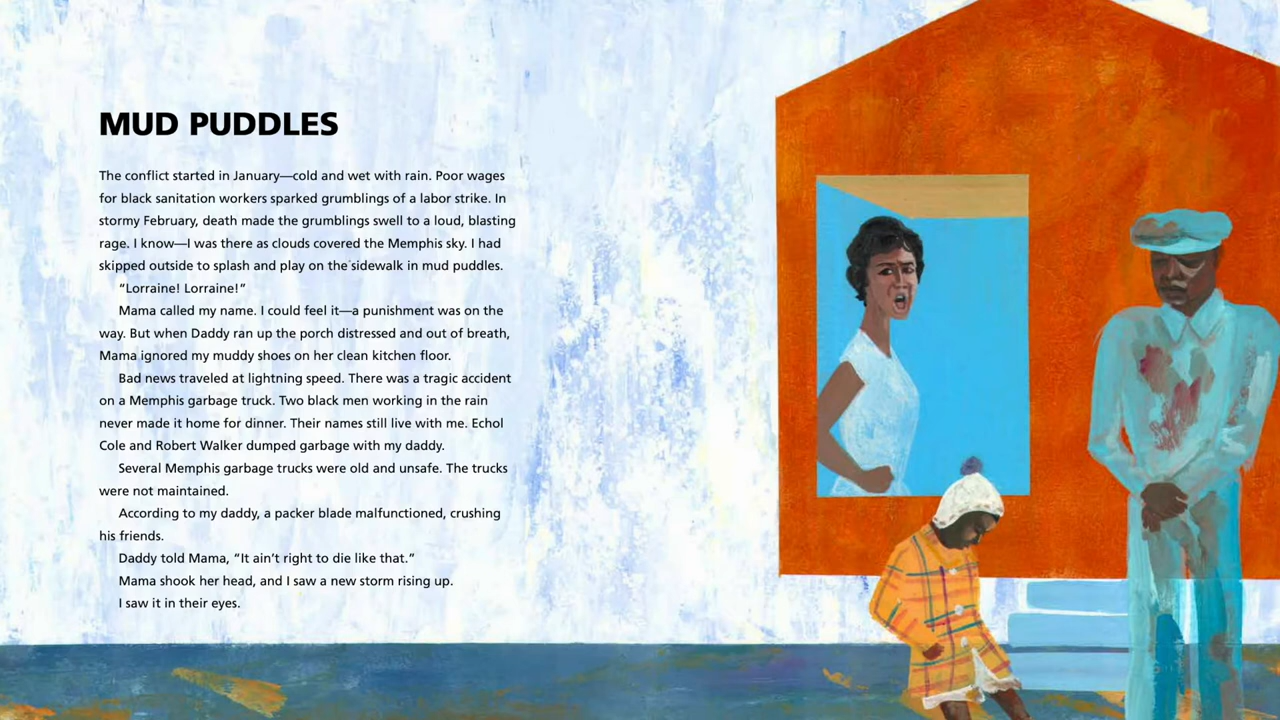 MUD PUDDLES
The conflict started in January—cold and wet with rain. Poor wages
for black sanitation workers sparked grumblings of a labor strike. In
stormy February, death made the grumblings swell to a loud, blasting
rage. I know—I was there as clouds covered the Memphis sky. I had
skipped outside to splash and play on the sidewalk in mud puddles.
“Lorraine! Lorraine!”
Mama called my name. I could feel it—a punishment was on the
way. But when Daddy ran up the porch distressed and out of breath,
Mama ignored my muddy shoes on her clean kitchen floor.
Bad news traveled at lightning speed. There was a tragic accident
on a Memphis garbage truck. Two black men working in the rain
never made it home for dinner. Their names still live with me. Echol
Cole and Robert Walker dumped garbage with my daddy.
Several Memphis garbage trucks were old and unsafe. The trucks
were not maintained.
According to my daddy, a packer blade malfunctioned, crushing
his friends.
Daddy told Mama, “It ain’t right to die like that.”
Mama shook her head, and I saw a new storm rising up.
I saw it in their eyes.